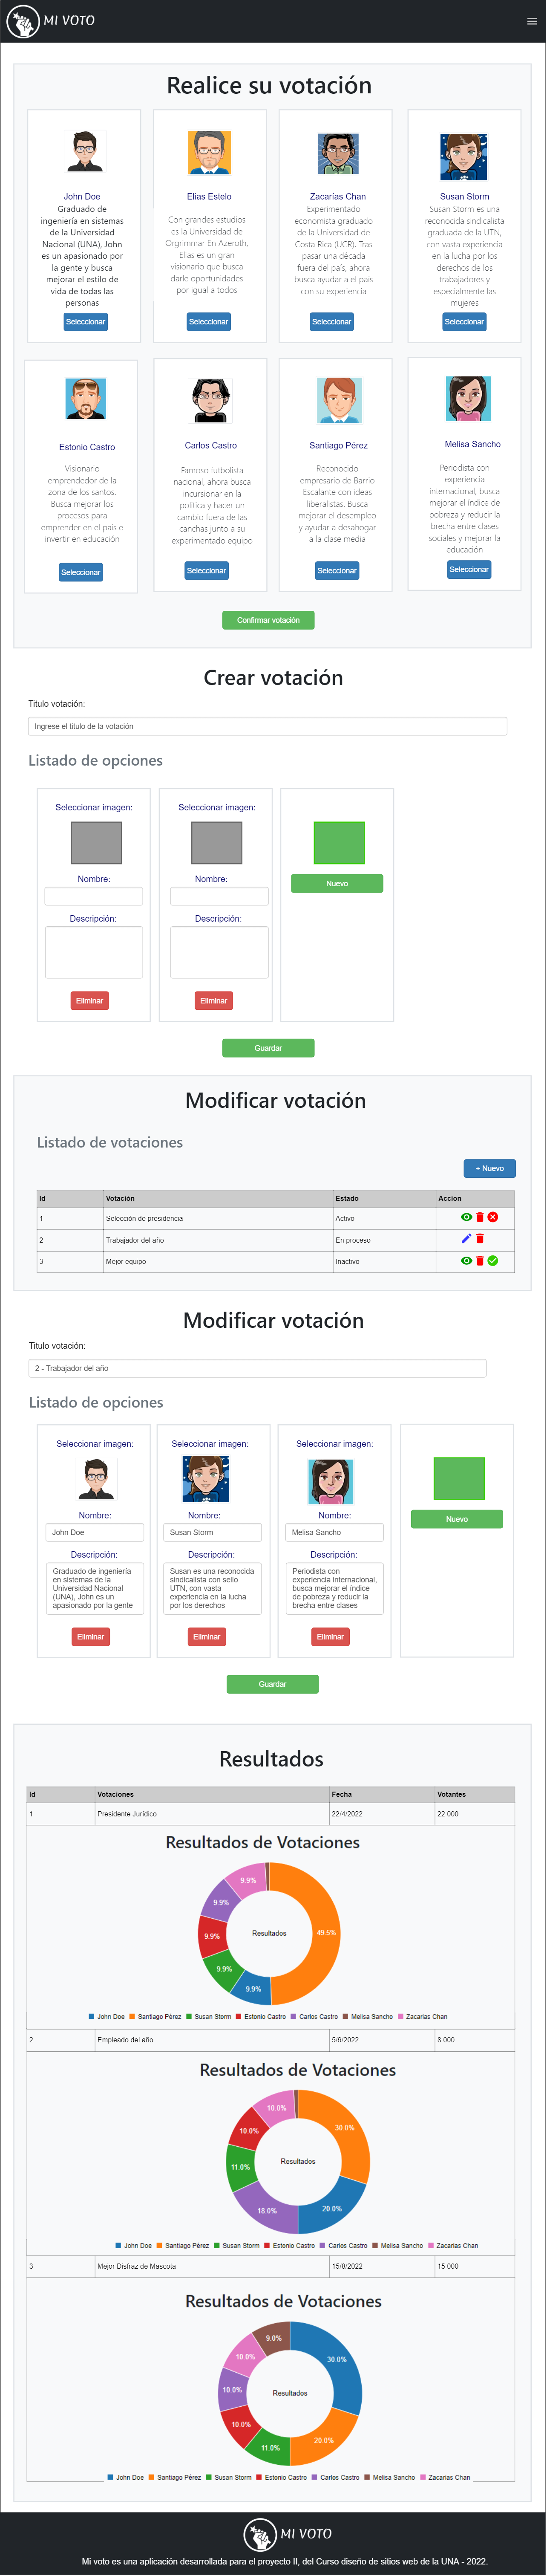 MI VOTO
Realice su votación
John Doe
Graduado de
ingeniería en sistemas
de la Universidad
Nacional (UNA), John
es un apasionado por
la gente y busca
mejorar el estilo de
vida de todas las
personas
Seleccionar
Elias Estelo
Con grandes estudios
es la Universidad de
Orgrimmar En Azeroth,
Elias es un gran
visionario que busca
darle oportunidades
por igual a todos
Seleccionar
Zacarías Chan
Experimentado
economista graduado
de la Universidad de
Costa Rica (UCR). Tras
pasar una década
fuera del país, ahora
busca ayudar a el país
con su experiencia
Seleccionar
Susan Storm
Susan Storm es una
reconocida sindicalista
graduada de la UTN,
con vasta experiencia
en la lucha por los
derechos de los
trabajadores y
especialmente las
mujeres
Seleccionar
Estonio Castro
Visionario
emprendedor de la
zona de los santos.
Busca mejorar los
procesos para
emprender en el país e
invertir en educación
Seleccionar
Carlos Castro
Famoso futbolista
nacional, ahora busca
incursionar en la
política y hacer un
cambio fuera de las
canchas junto a su
experimentado equipo
Seleccionar
Santiago Pérez
Reconocido
empresario de Barrio
Escalante con ideas
liberalistas. Busca
mejorar el desempleo
y ayudar a desahogar
a la clase media
Seleccionar
Melisa Sancho
Periodista con
experiencia
internacional, busca
mejorar el índice de
pobreza y reducir la
brecha entre clases
sociales y mejorar la
educación
Seleccionar
Confirmar votación
Crear votación
Titulo votación:
Ingrese el titulo de la votación
Listado de opciones
Seleccionar imagen:
Nombre:
Descripción:
Eliminar
Seleccionar imagen:
Nombre:
Descripción:
Eliminar
Nuevo
Guardar
Modificar votación
Listado de votaciones
+ Nuevo
Id Votación Estado Accion
1 Selección de presidencia Activo
2 Trabajador del año En proceso
3 Mejor equipo Inactivo
Modificar votación
Titulo votación:
2 - Trabajador del año
Listado de opciones
Seleccionar imagen:
Nombre:
John Doe
Descripción:
Graduado de ingeniería
en sistemas de la
Universidad Nacional
(UNA), John es un
apasionado por la gente
Eliminar
Seleccionar imagen:
Nombre:
Susan Storm
Descripción:
Susan es una reconocida
sindicalista con sello
UTN, con vasta
experiencia en la lucha
por los derechos
Eliminar
Seleccionar imagen:
Nombre:
Melisa Sancho
Descripción:
Periodista con
experiencia internacional,
busca mejorar el índice
de pobreza y reducir la
brecha entre clases
Eliminar
Nuevo
Guardar
Resultados
Id Votaciones Fecha Votantes
1 Presidente Jurídico 22/4/2022 22 000
Resultados de Votaciones
9.9%
9.9%
49.5%
9.9%
Resultados
9.9%
9.9%
John Doe Santiago Pérez Susan Storm Estonio Castro Carlos Castro Melisa Sancho Zacarias Chan
2 Empleado del año 5/6/2022 8 000
Resultados de Votaciones
10.0%
30.0%
10.0%
Resultados
11.0%
18.0%
20.0%
John Doe Santiago Pérez Susan Storm Estonio Castro Carlos Castro Melisa Sancho Zacarias Chan
3 Mejor Disfraz de Mascota 15/8/2022 15 000
Resultados de Votaciones
9.0%
10.0%
30.0%
10.0%
Resultados
10.0%
11.0%
20.0%
John Doe Santiago Pérez Susan Storm Estonio Castro Carlos Castro Melisa Sancho Zacarias Chan
MI VOTO
Mi voto es una aplicación desarrollada para el proyecto II, del Curso diseño de sitios web de la UNA - 2022.